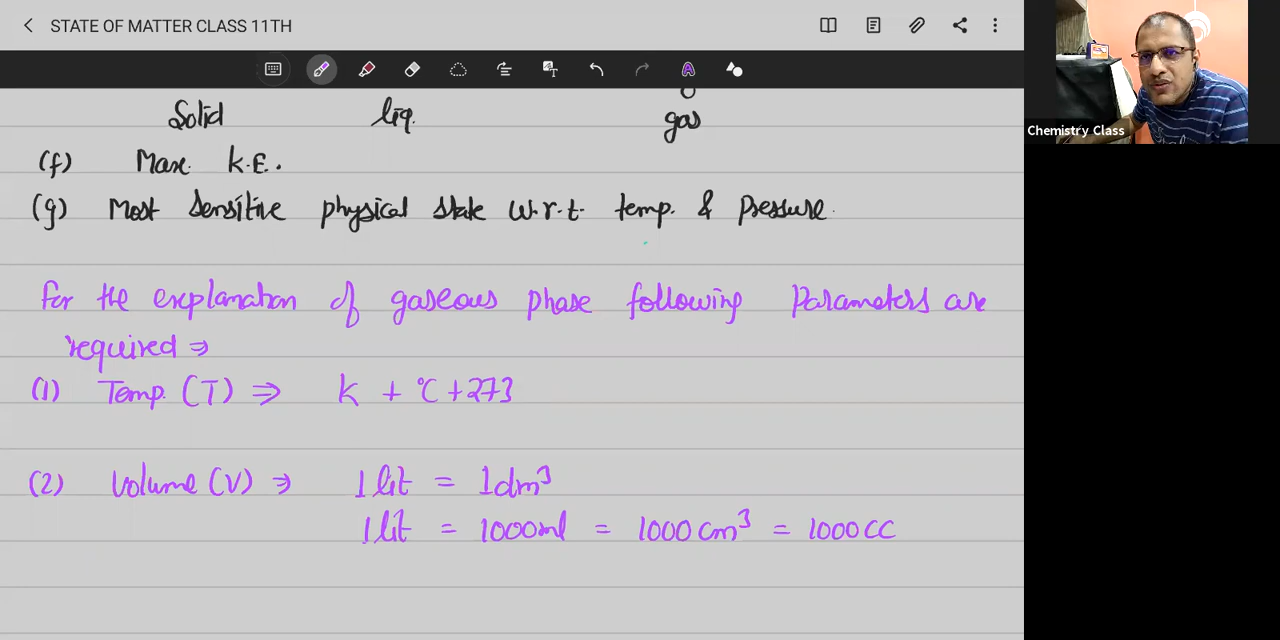 STATE OF MATTER CLASS 11TH
Chemistry Class
Solid liq. gas
(f) Max. K.E.
(g) Most Sensitive physical state w.r.t. temp. & Pressure.
For the explanation of gaseous phase following Parameters are
required ⇒
(1) Temp. (T) ⇒ K + °C + 273
(2) Volume (V) ⇒ 1 lit = 1dm³
1 lit = 1000ml = 1000 cm³ = 1000 CC